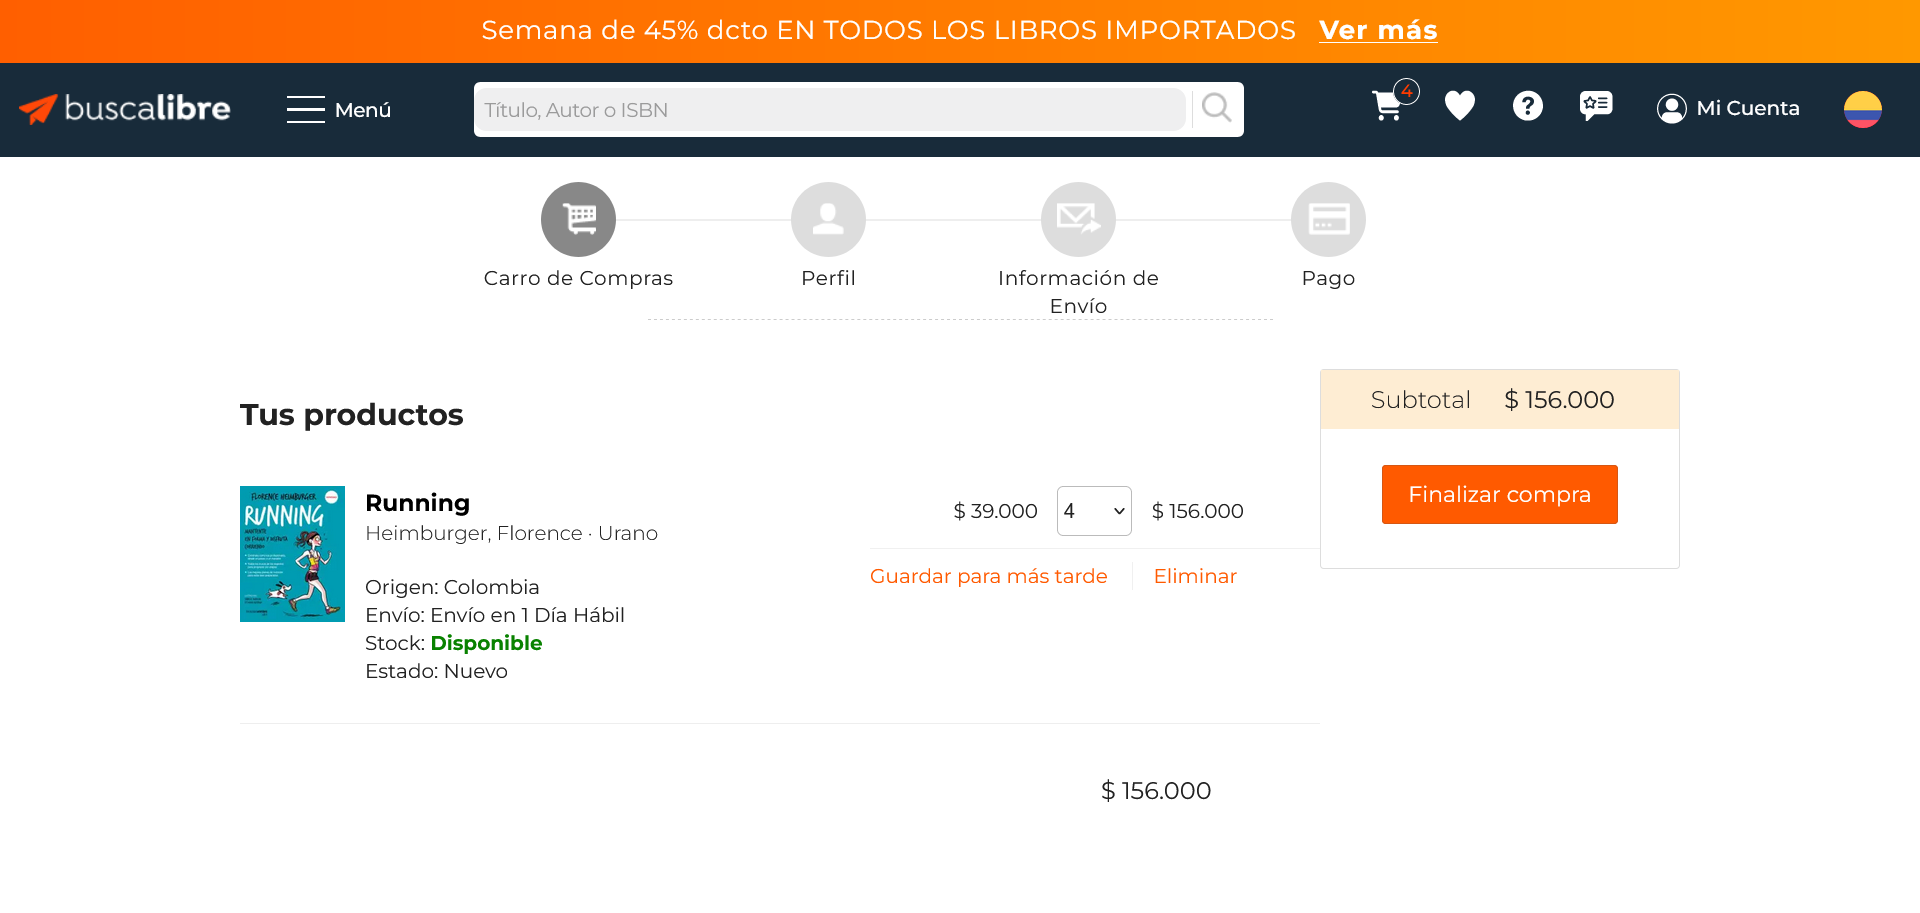 Semana de 45% dcto EN TODOS LOS LIBROS IMPORTADOS Ver más
buscalibre
Menú
Título, Autor o ISBN
4
Mi Cuenta
Carro de Compras
Perfil
Información de
Envío
Pago
Tus productos
Subtotal $ 156.000
Finalizar compra
FLORENCE HEIMBURGER
RUNNING
Running
Heimburger, Florence · Urano
$ 39.000 4 $ 156.000
Guardar para más tarde Eliminar
Origen: Colombia
Envío: Envío en 1 Día Hábil
Stock: Disponible
Estado: Nuevo
$ 156.000